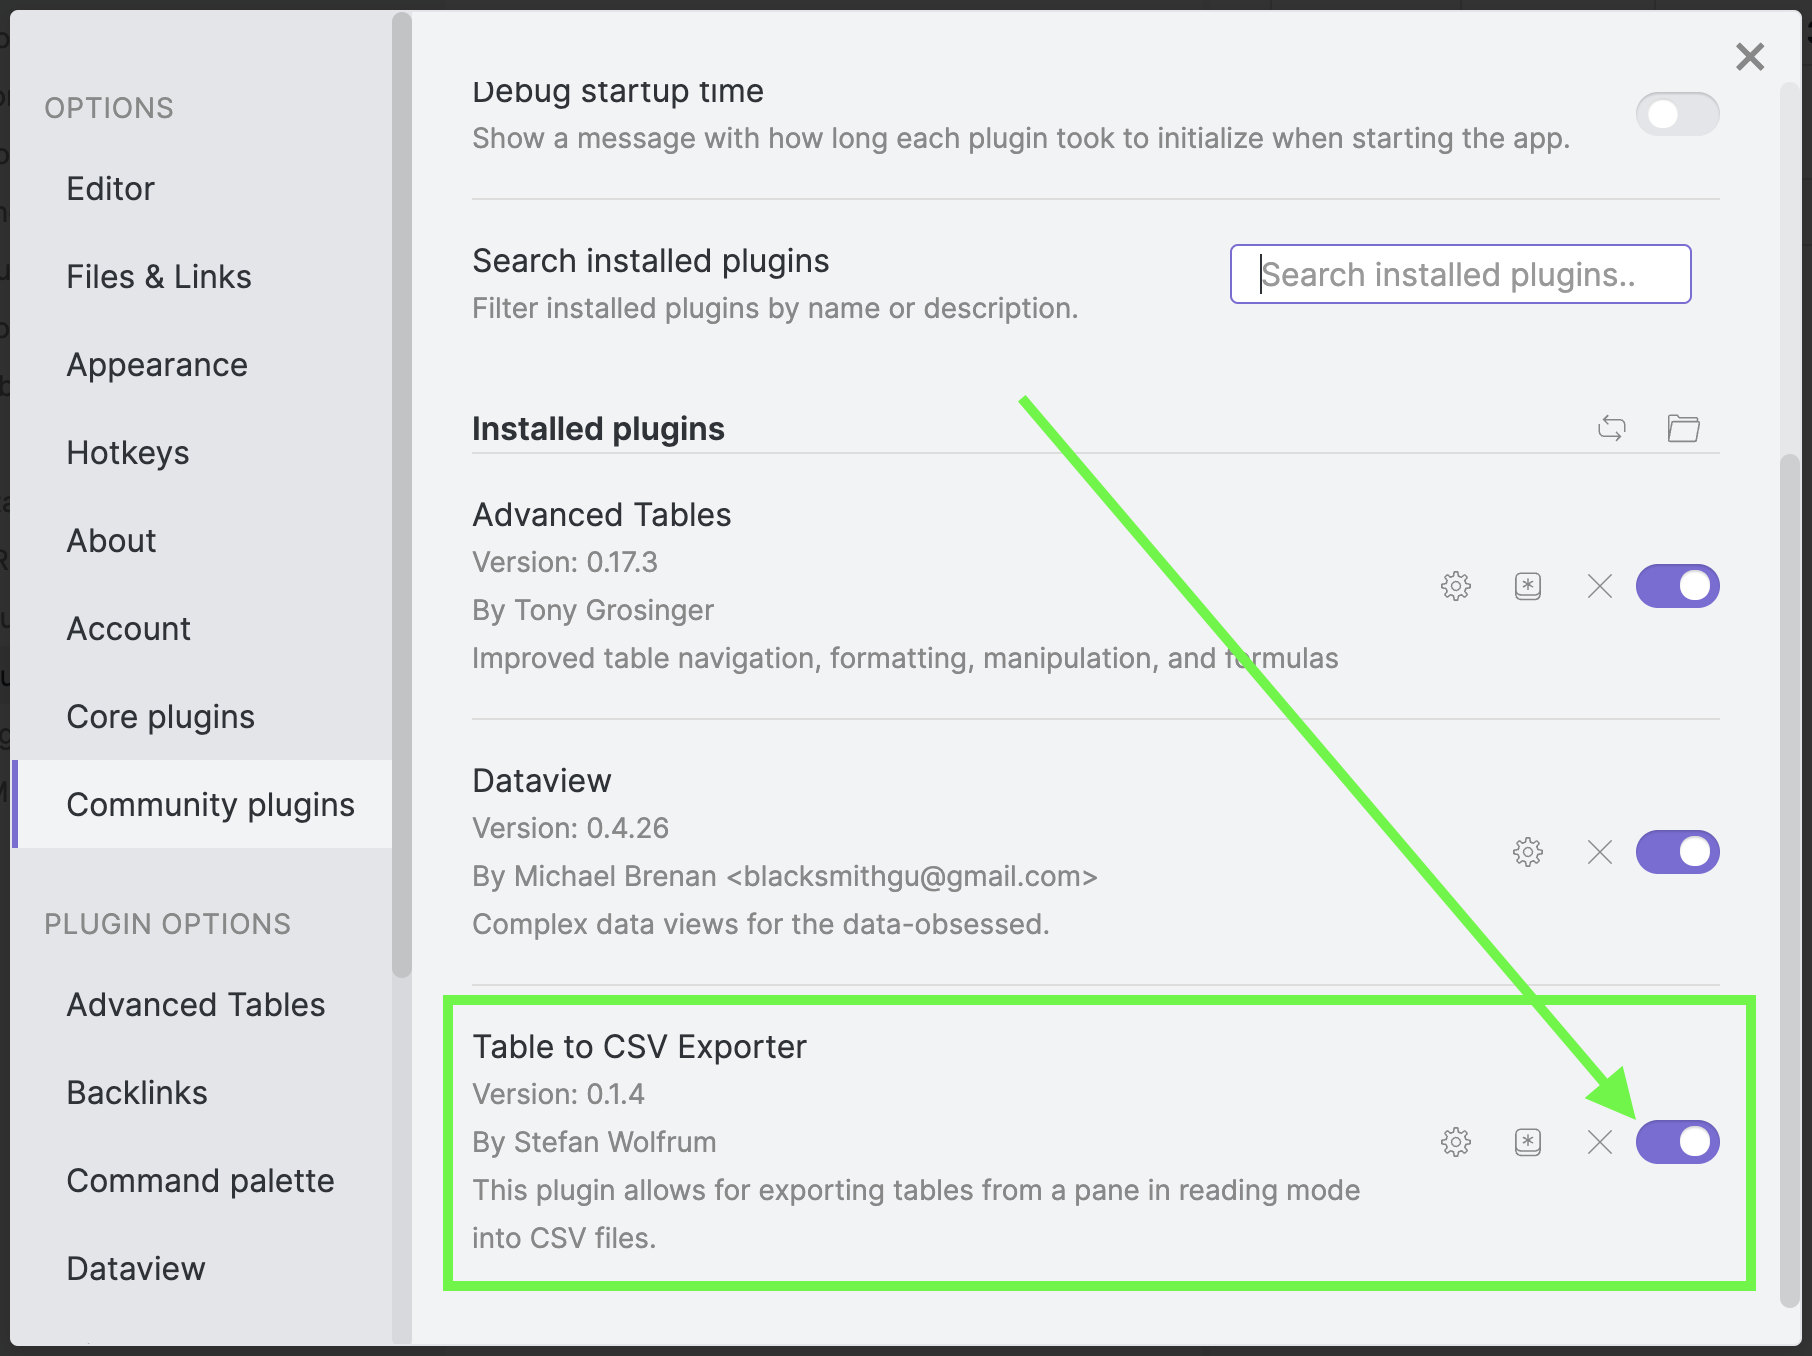 OPTIONS
Editor
Files & Links
Appearance
Hotkeys
About
Account
Core plugins
Community plugins
PLUGIN OPTIONS
Advanced Tables
Backlinks
Command palette
Dataview
Debug startup time
Show a message with how long each plugin took to initialize when starting the app.
Search installed plugins
Search installed plugins..
Filter installed plugins by name or description.
Installed plugins
Advanced Tables
Version: 0.17.3
By Tony Grosinger
Improved table navigation, formatting, manipulation, and formulas
Dataview
Version: 0.4.26
By Michael Brenan <blacksmithgu@gmail.com>
Complex data views for the data-obsessed.
Table to CSV Exporter
Version: 0.1.4
By Stefan Wolfrum
This plugin allows for exporting tables from a pane in reading mode
into CSV files.